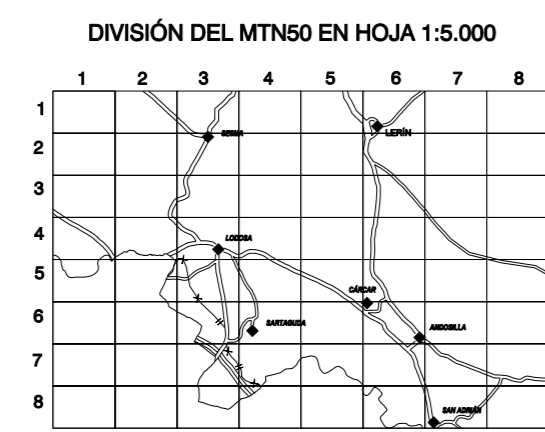 DIVISIÓN DEL MTN50 EN HOJA 1:5.000
1 2 3 4 5 6 7 8
1
LERÍN
SESMA
2
3
4
LODOSA
5
CÁRCAR
6
SARTAGUDA
ANDOSILLA
7
8
SAN ADRIÁN